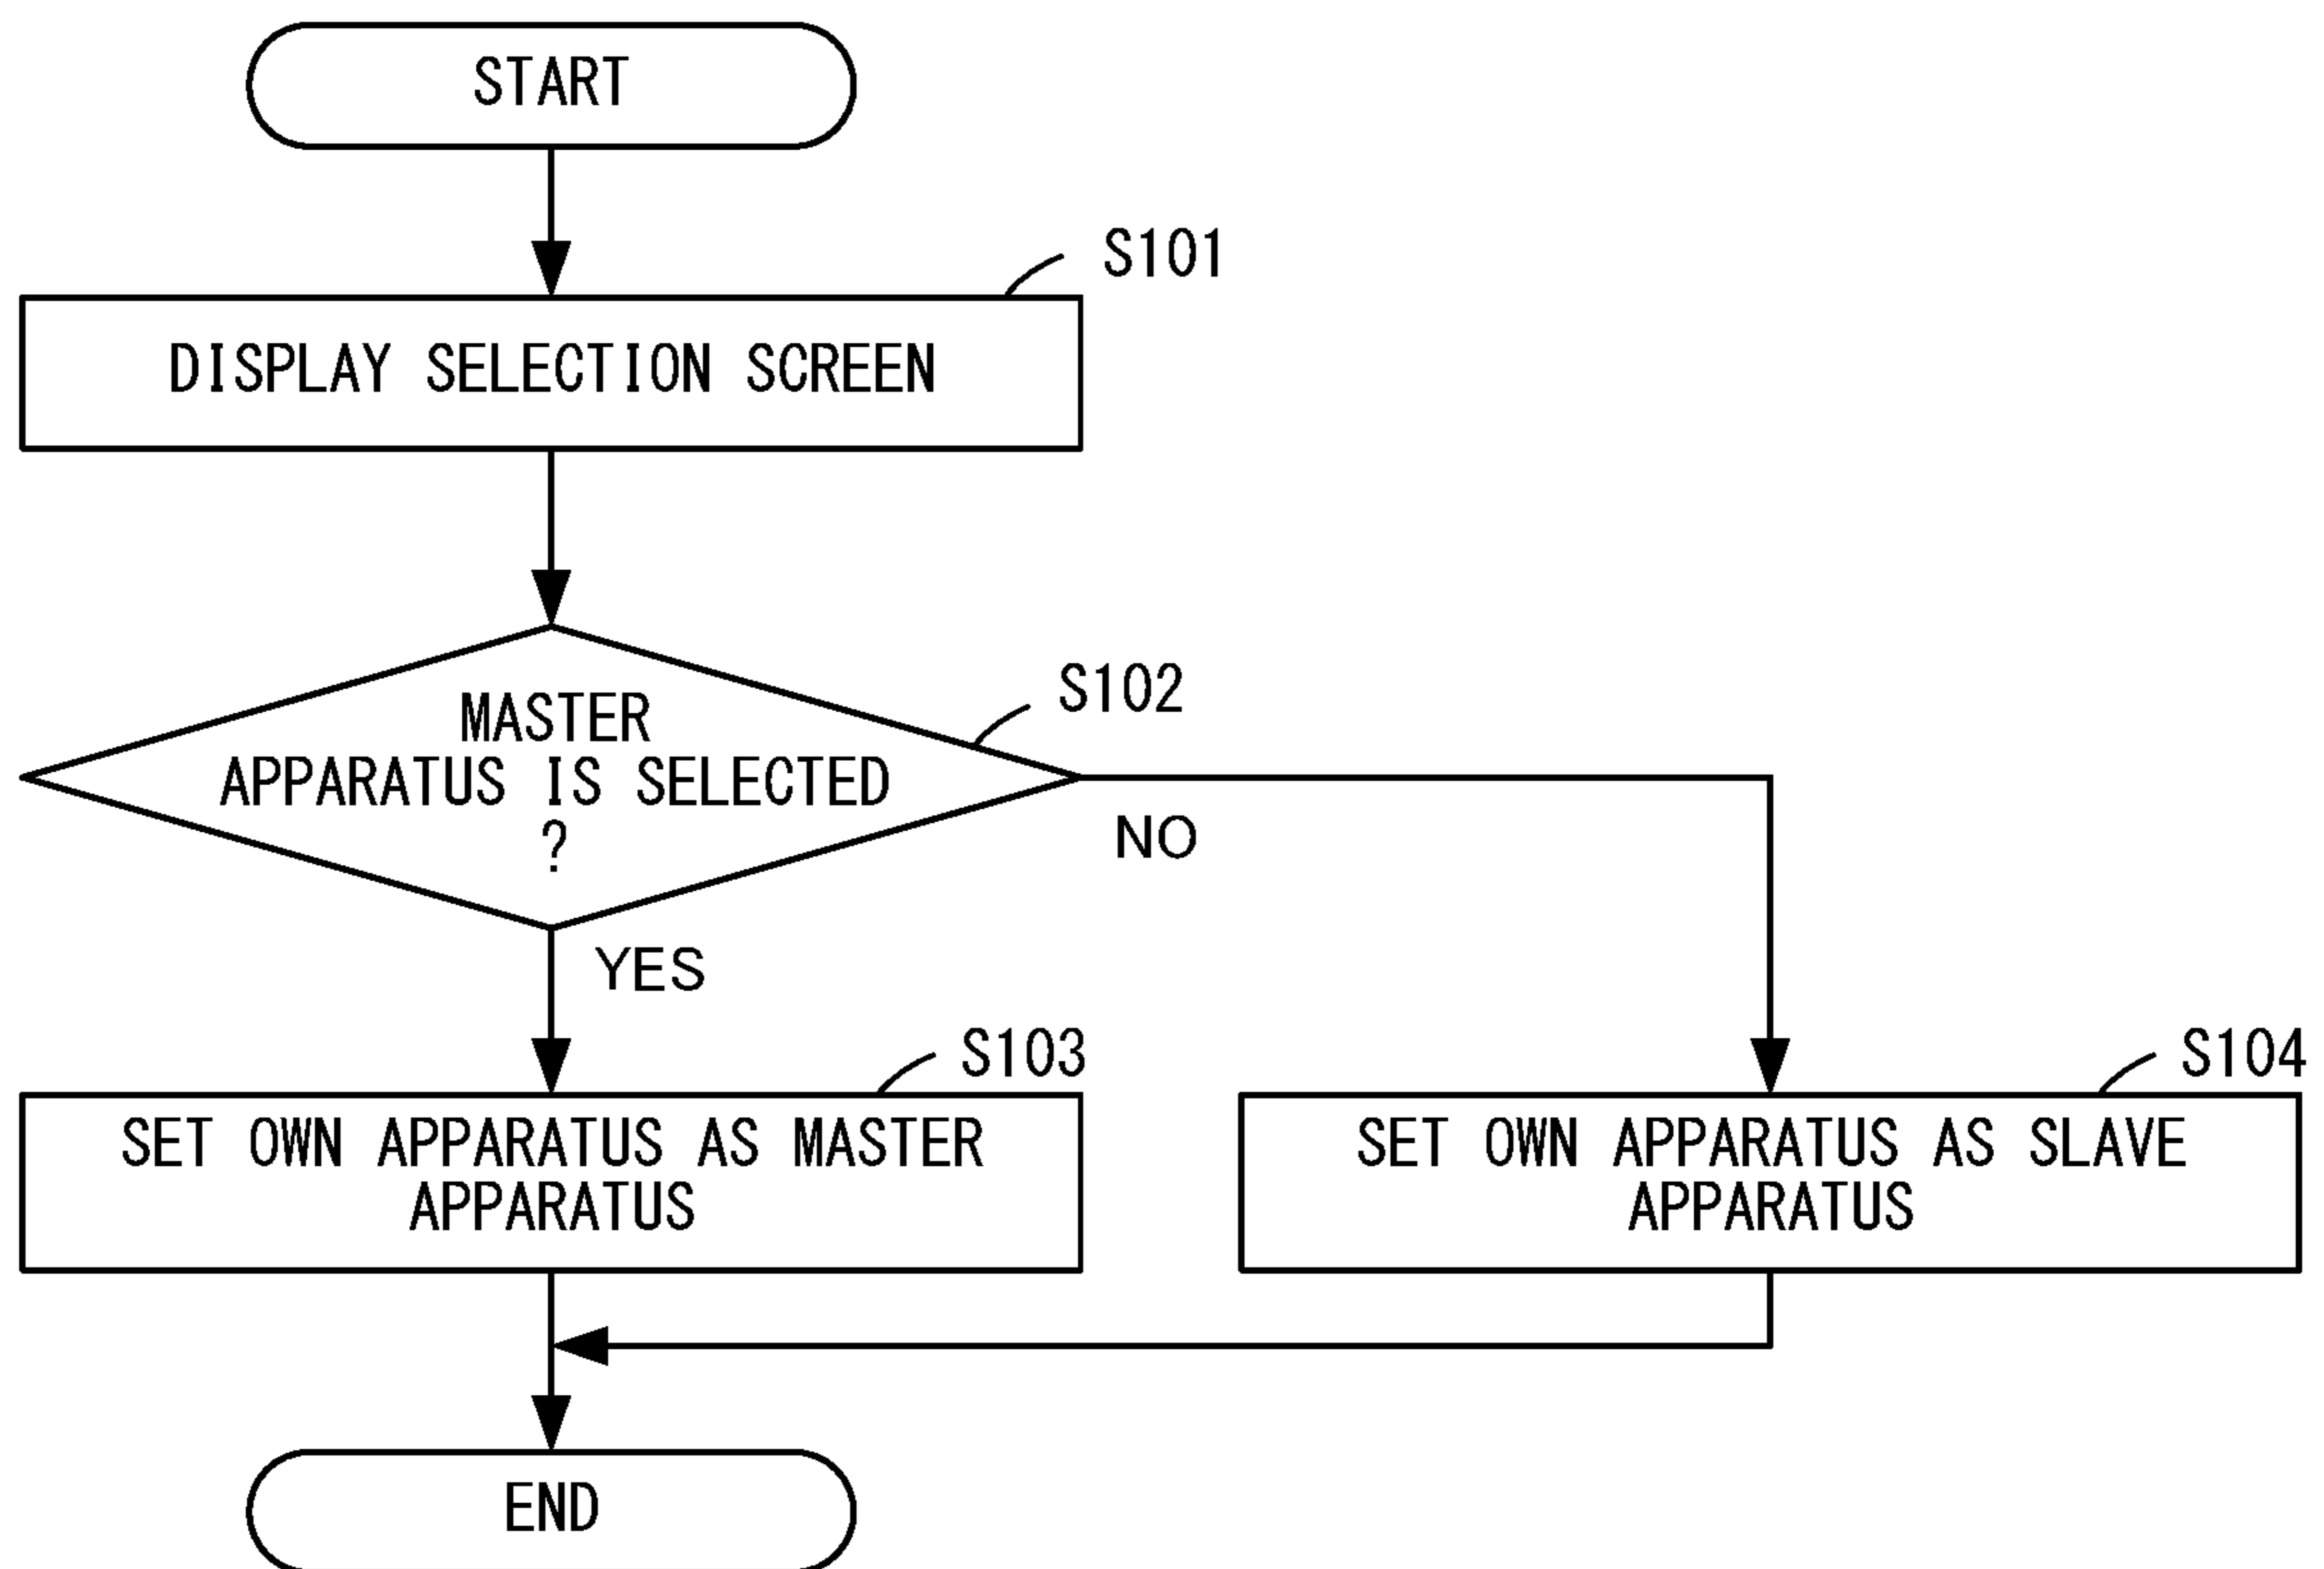 START
S101
DISPLAY SELECTION SCREEN
S102
MASTER
APPARATUS IS SELECTED
?
NO
YES
S103
SET OWN APPARATUS AS MASTER
APPARATUS
S104
SET OWN APPARATUS AS SLAVE
APPARATUS
END